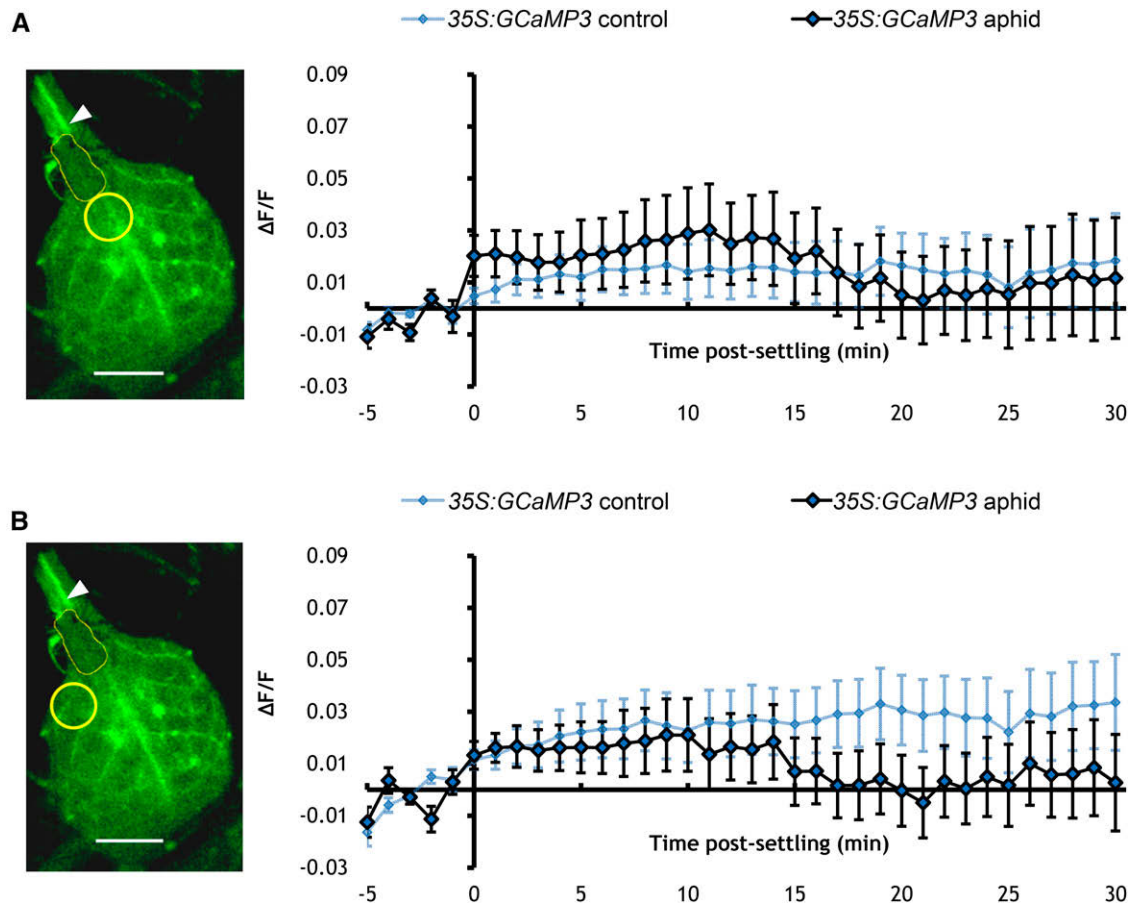 A
35S:GCaMP3 control
35S:GCaMP3 aphid
ΔF/F
0.09
0.07
0.05
0.03
0.01
-0.01
-0.03
Time post-settling (min)
-5 0 5 10 15 20 25 30
B
35S:GCaMP3 control
35S:GCaMP3 aphid
ΔF/F
0.09
0.07
0.05
0.03
0.01
-0.01
-0.03
Time post-settling (min)
-5 0 5 10 15 20 25 30